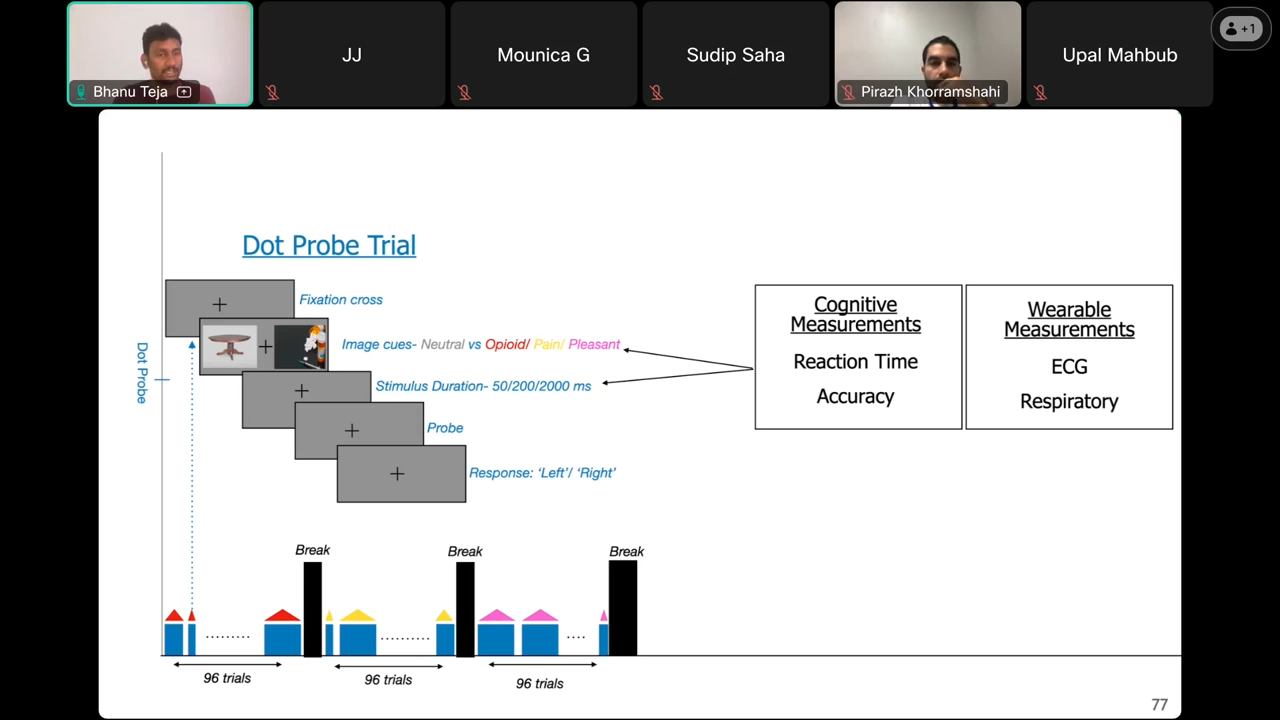 Bhanu Teja
JJ
Mounica G
Sudip Saha
Pirazh Khorramshahi
Upal Mahbub
+1
Dot Probe Trial
Fixation cross
Image cues- Neutral vs Opioid/ Pain/ Pleasant
Stimulus Duration- 50/200/2000 ms
Probe
Response: ‘Left’/ ‘Right’
Dot Probe
Cognitive
Measurements
Reaction Time
Accuracy
Wearable
Measurements
ECG
Respiratory
Break
Break
Break
96 trials
96 trials
96 trials
77